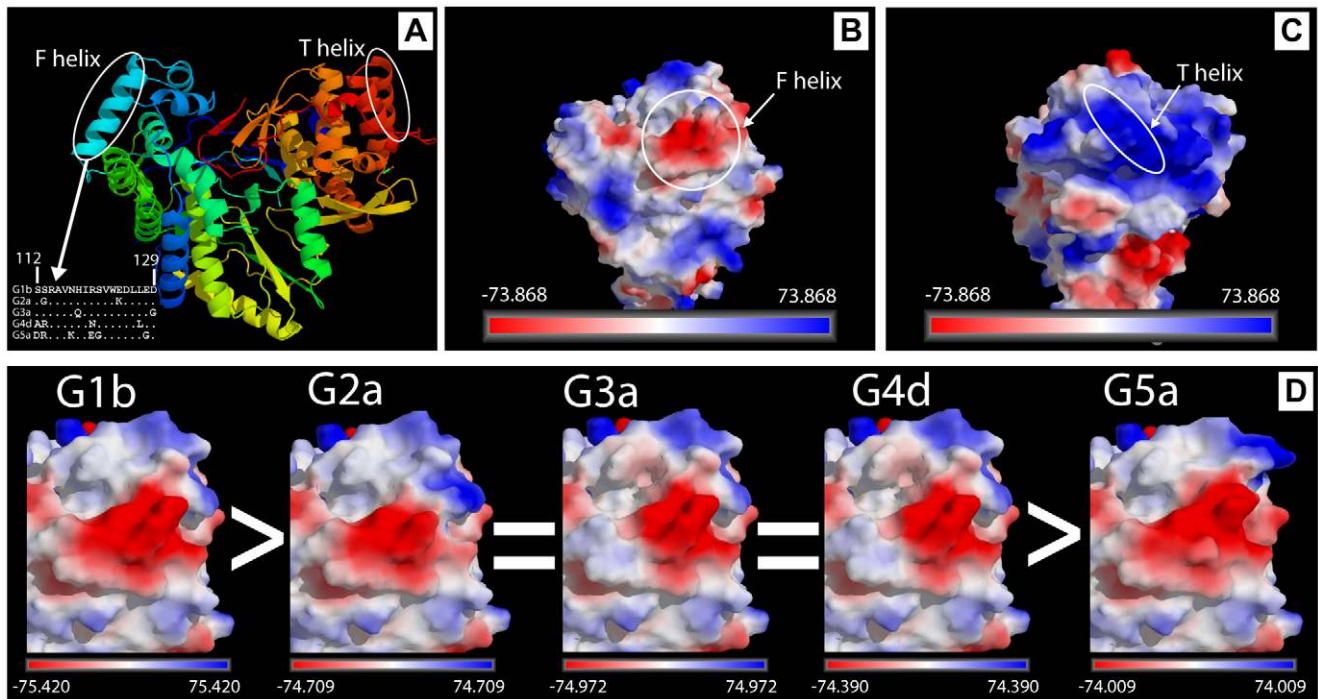 A
F helix
T helix
112
129
G1b SSRAVNHIRSVWEDLLED
G2a .G..........K.....
G3a ......Q..........G
G4d AR......N......L..
G5a DR...K..EG......G.
B
F helix
-73.868 73.868
C
T helix
-73.868 73.868
D
G1b > G2a = G3a = G4d > G5a
-75.420 75.420
-74.709 74.709
-74.972 74.972
-74.390 74.390
-74.009 74.009